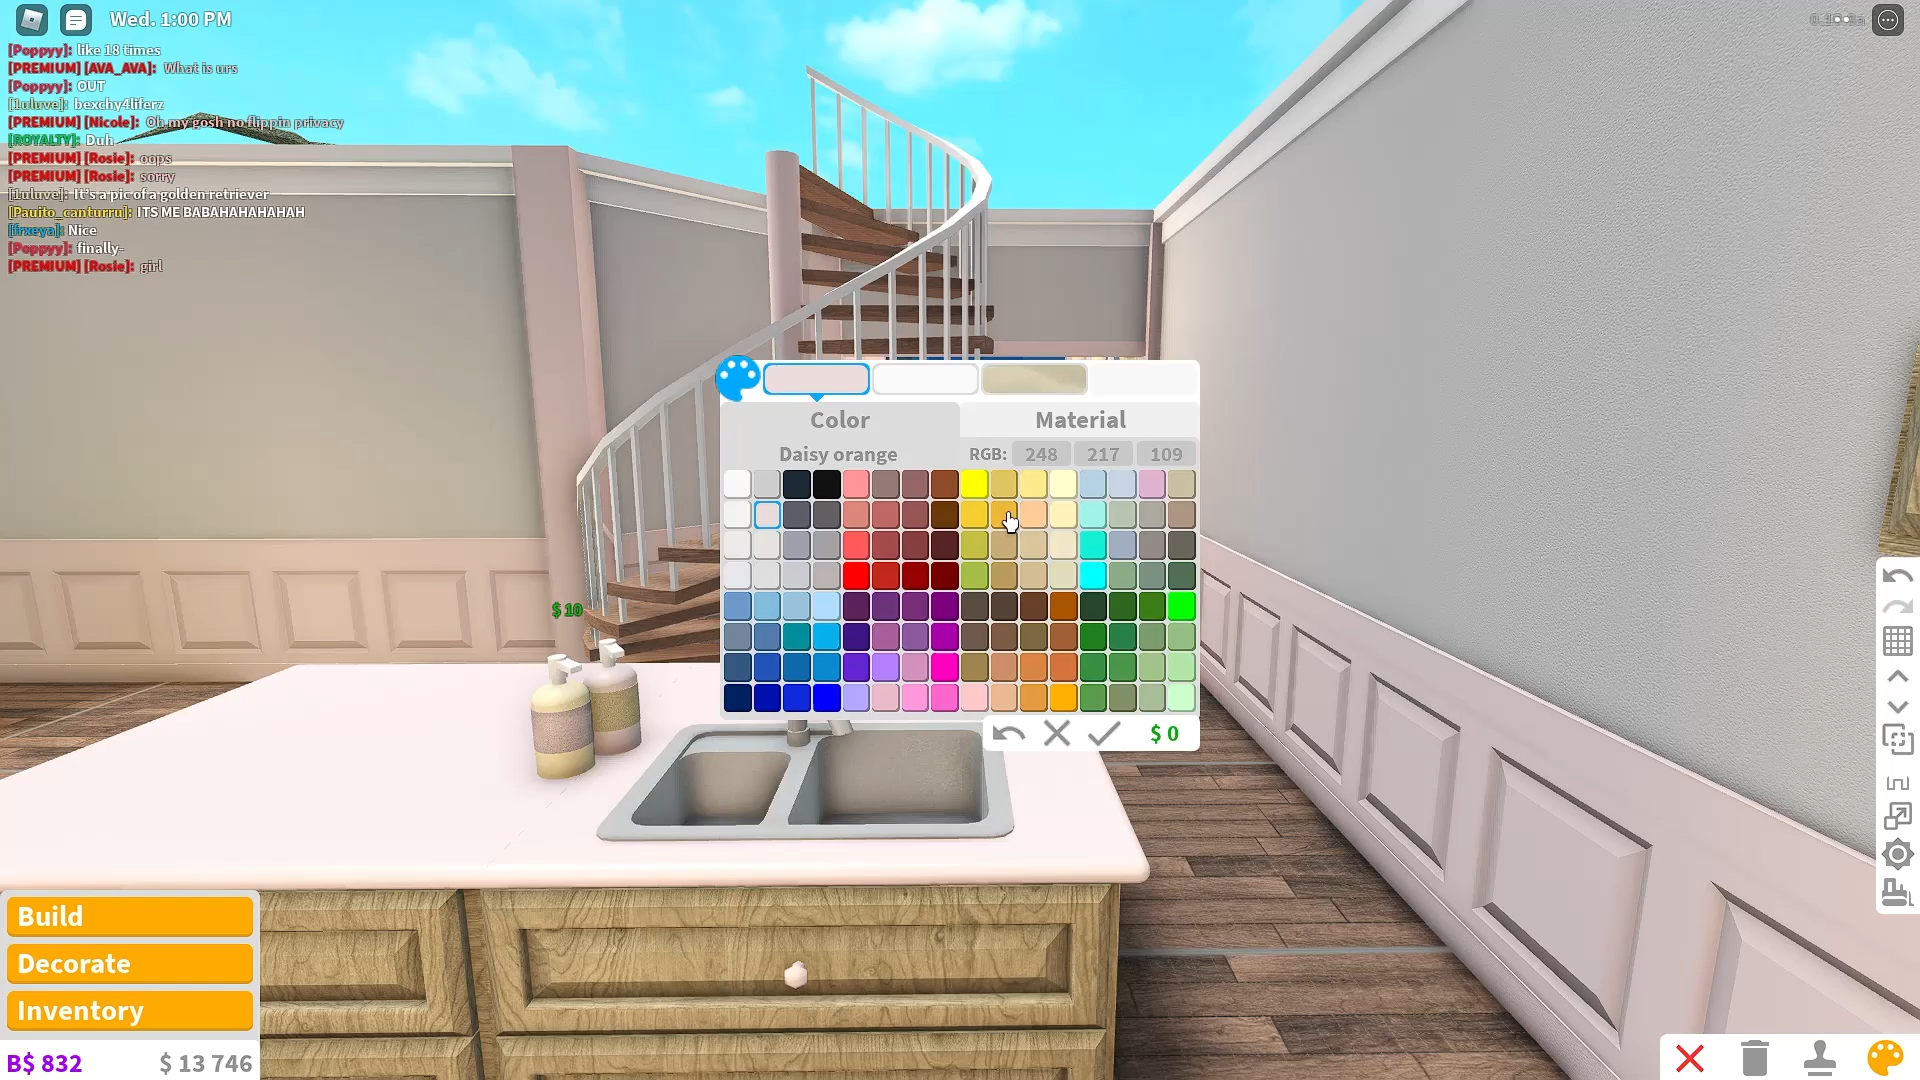 Wed. 1:00 PM
[Poppyy]: like 18 times
[PREMIUM] [AVA_AVA]: What is urs
[Poppyy]: OUT
[1uluve]: bexchy4liferz
[PREMIUM] [Nicole]: Oh my gosh no flippin privacy
[ROYALTY]: Duh
[PREMIUM] [Rosie]: oops
[PREMIUM] [Rosie]: sorry
[1uluve]: It's a pic of a golden retriever
[Pauito_canturru]: ITS ME BABAHAHAHAHAH
[frxeya]: Nice
[Poppyy]: finally-
[PREMIUM] [Rosie]: girl
Color
Material
Daisy orange
RGB: 248 217 109
$ 10
$ 0
Build
Decorate
Inventory
B$ 832
$ 13 746